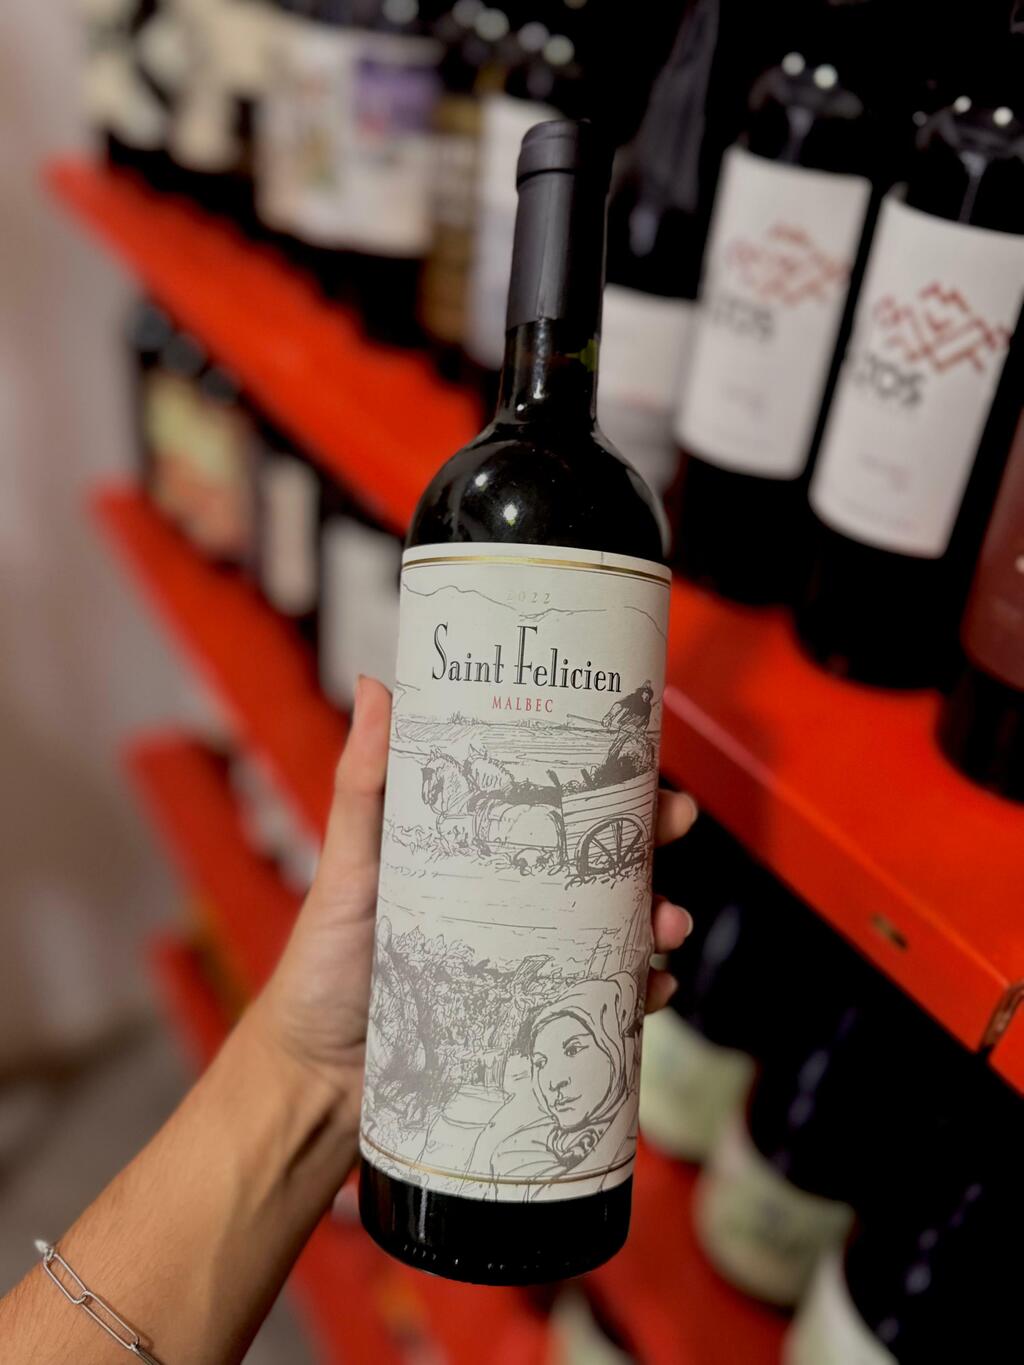 2022
Saint Felicien
MALBEC